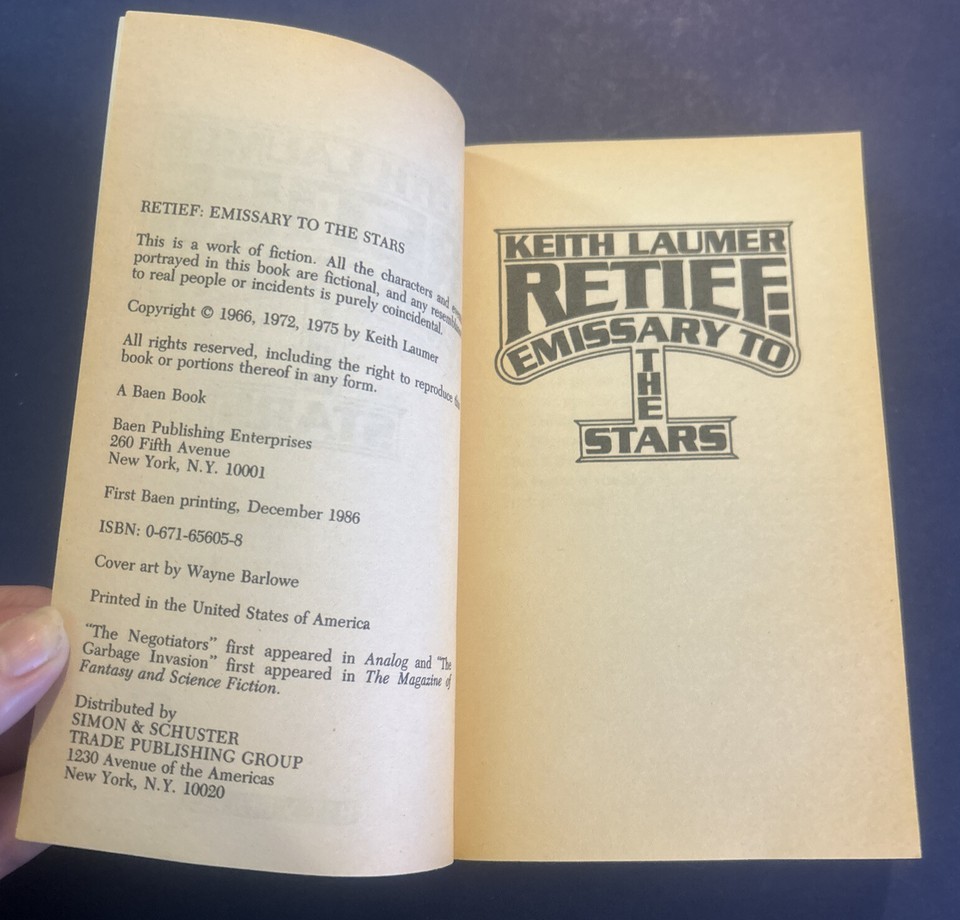 RETIEF: EMISSARY TO THE STARS
This is a work of fiction. All the characters and
portrayed in this book are fictional, and any
to real people or incidents is purely coincidental.
Copyright © 1966, 1972, 1975 by Keith Laumer
All rights reserved, including the right to reproduce
book or portions thereof in any form.
A Baen Book
Baen Publishing Enterprises
260 Fifth Avenue
New York, N.Y. 10001
First Baen printing, December 1986
ISBN: 0-671-65605-8
Cover art by Wayne Barlowe
Printed in the United States of America
"The Negotiators" first appeared in Analog and "The
Garbage Invasion" first appeared in The Magazine of
Fantasy and Science Fiction.
Distributed by
SIMON & SCHUSTER
TRADE PUBLISHING GROUP
1230 Avenue of the Americas
New York, N.Y. 10020
KEITH LAUMER
RETIEF:
EMISSARY TO
THE
STARS